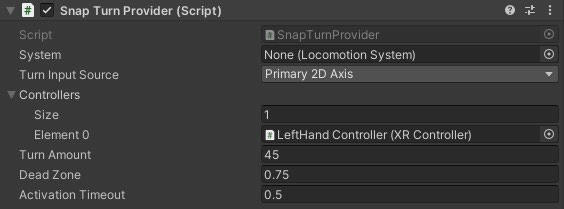 Snap Turn Provider (Script)
Script SnapTurnProvider
System None (Locomotion System)
Turn Input Source Primary 2D Axis
Controllers
Size 1
Element 0 LeftHand Controller (XR Controller)
Turn Amount 45
Dead Zone 0.75
Activation Timeout 0.5